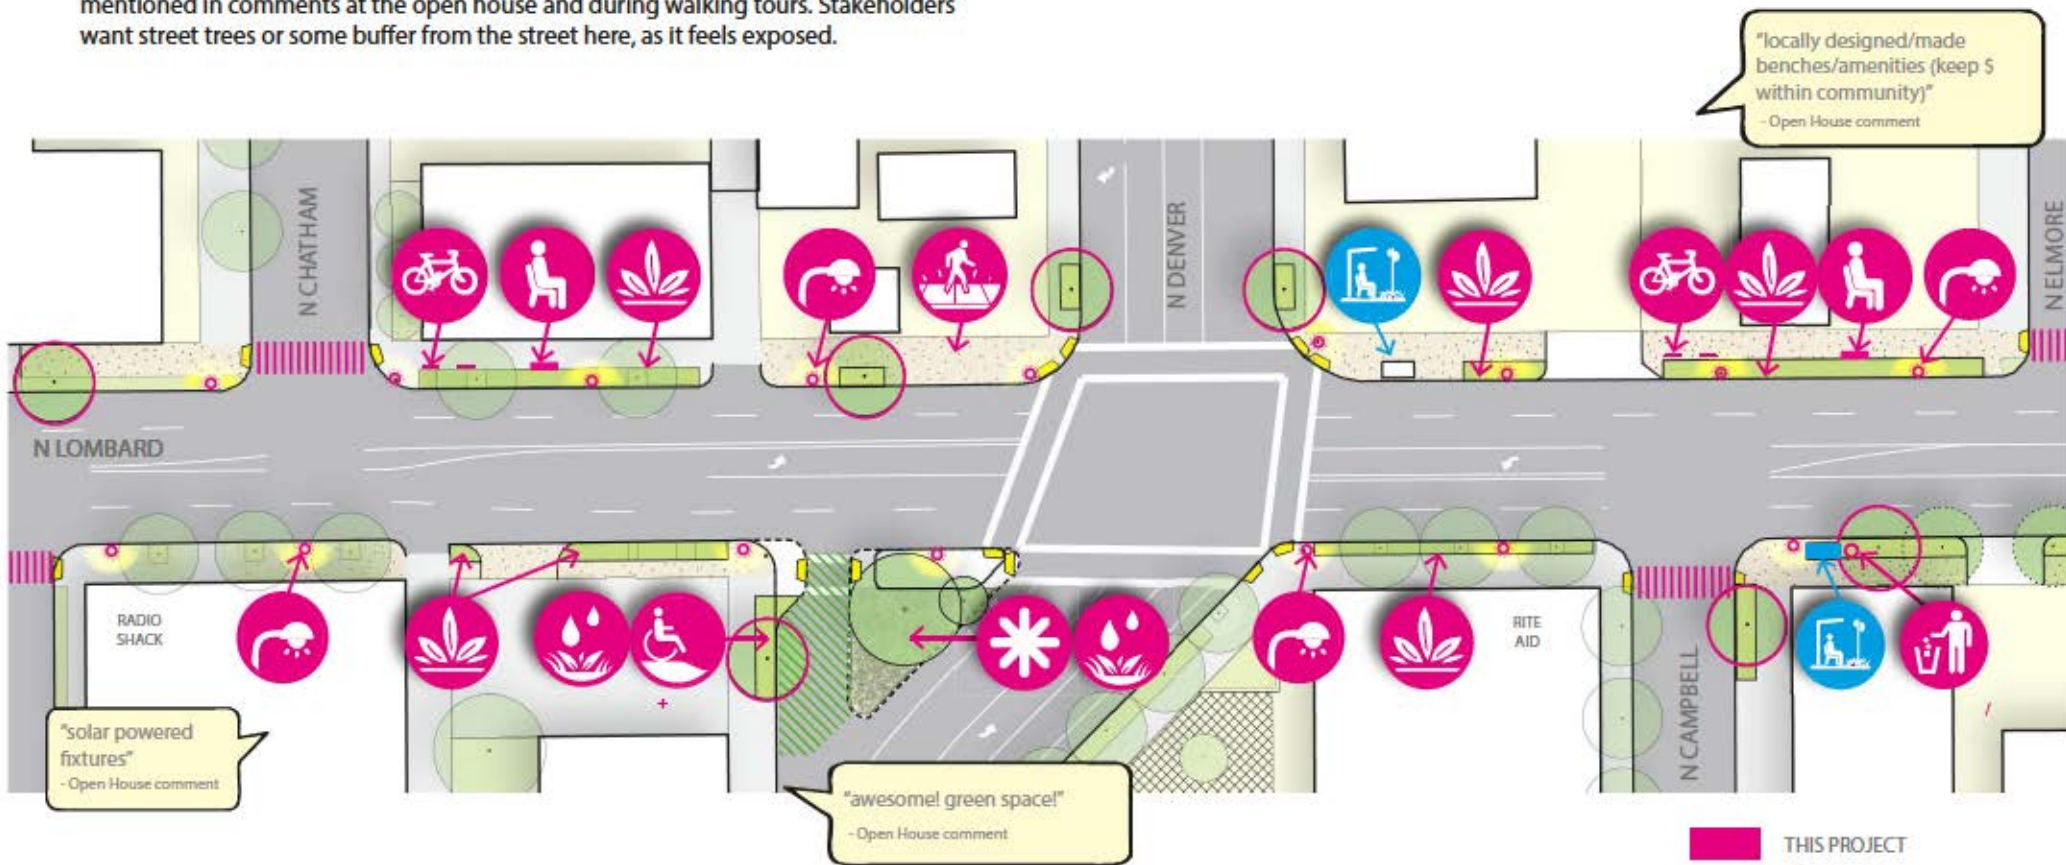 mentioned in comments at the open house and during walking tours. Stakeholders
want street trees or some buffer from the street here, as it feels exposed.
"locally designed/made
benches/amenities (keep $
within community)"
- Open House comment
N CHATHAM
N DENVER
N ELMORE
N LOMBARD
RADIO
SHACK
RITE
AID
N CAMPBELL
"solar powered
fixtures"
- Open House comment
"awesome! green space!"
- Open House comment
THIS PROJECT